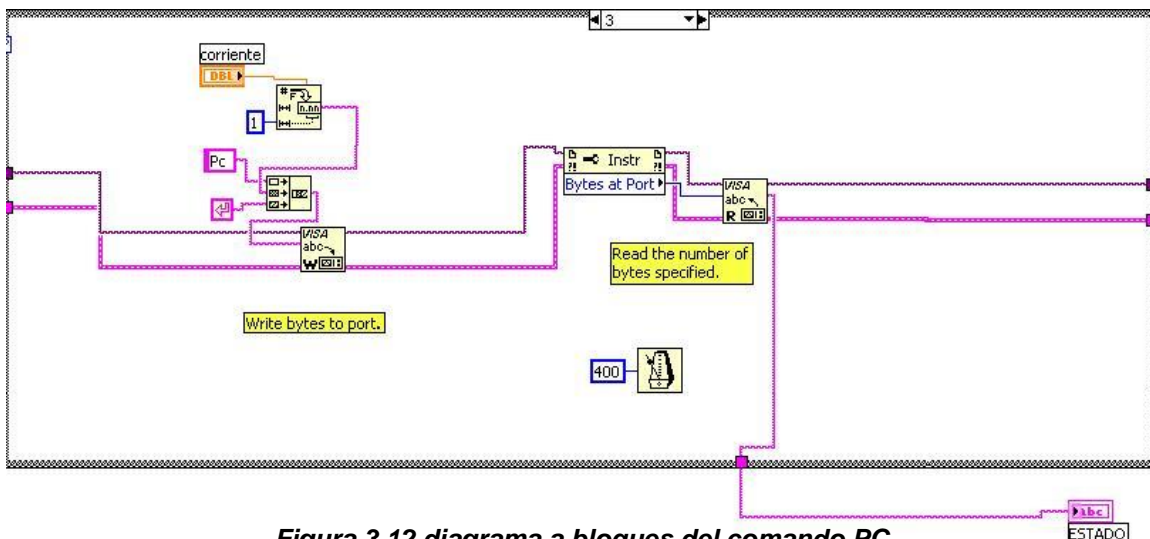 3
corriente
DBL
#
F
n.nn
1
Pc
VISA
abc
W
Write bytes to port.
Instr
Bytes at Port
VISA
abc
R
Read the number of
bytes specified.
400
abc
ESTADO
Figura 3.12 diagrama a bloques del comando PC